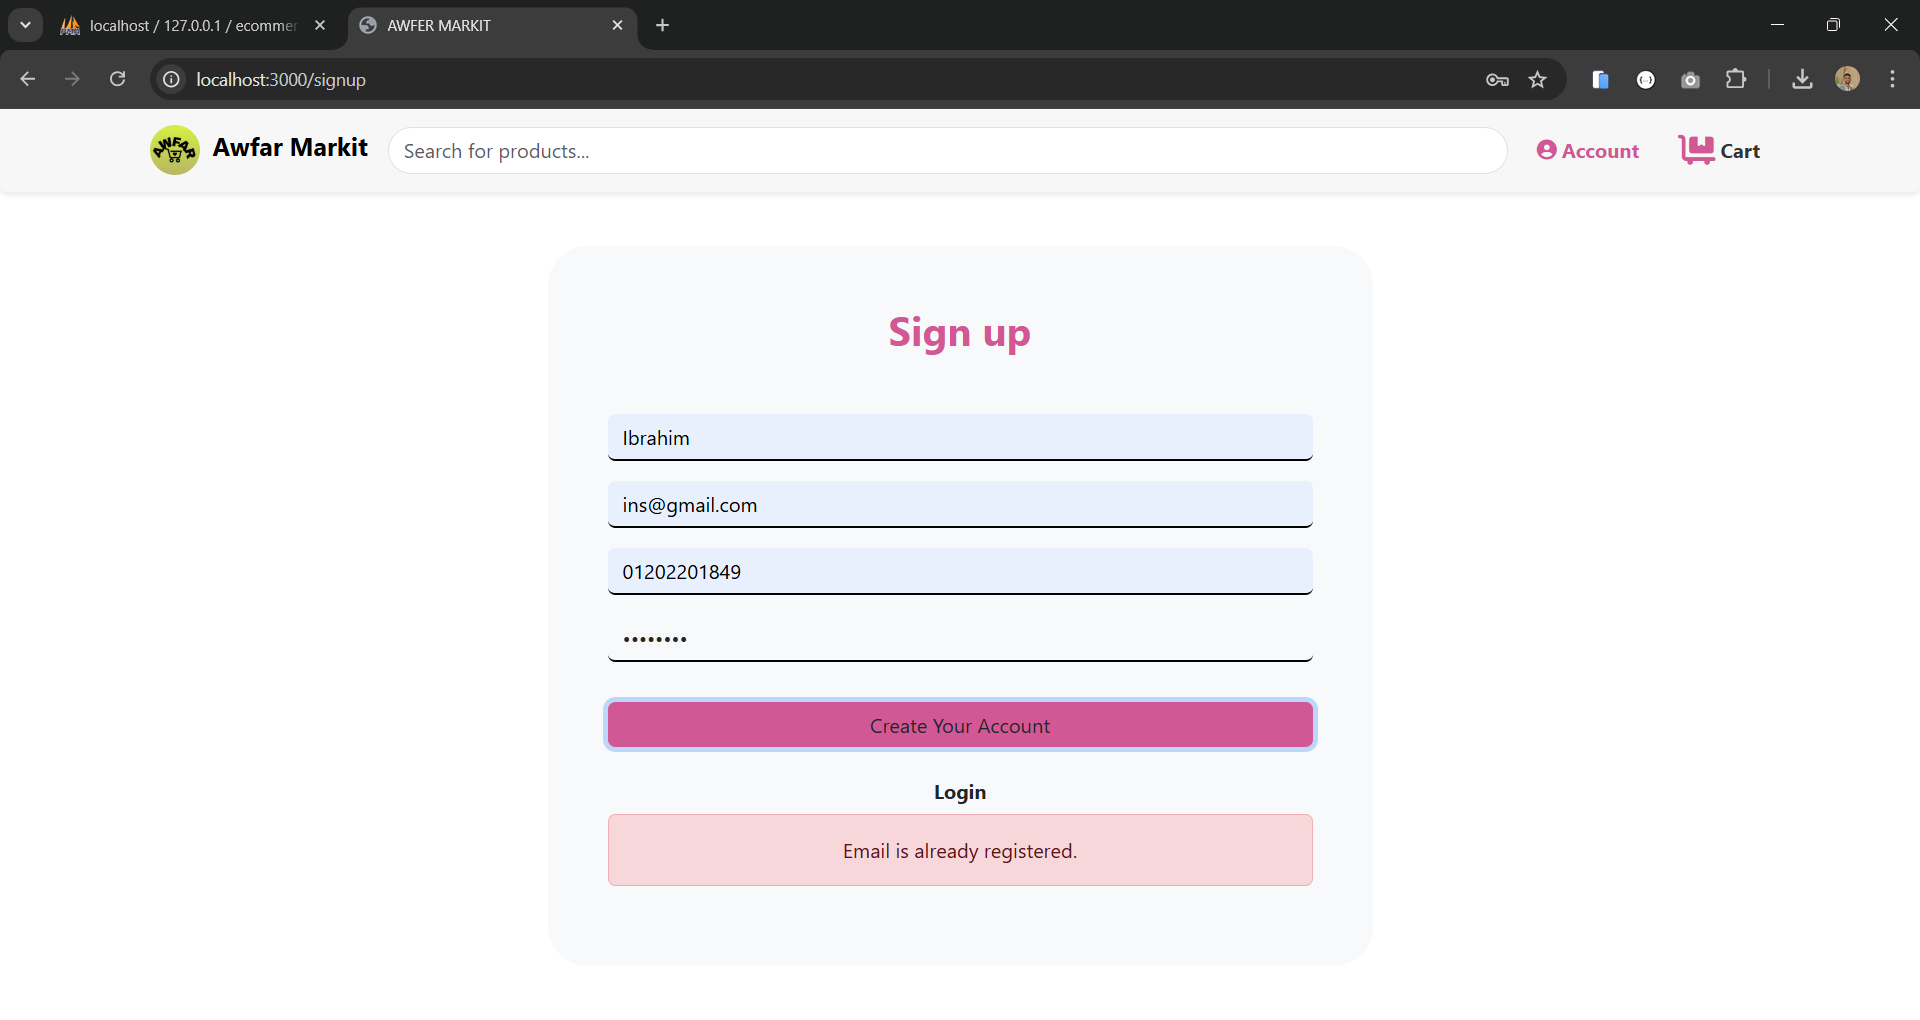 localhost / 127.0.0.1 / ecommer
AWFER MARKIT
localhost:3000/signup
AWFAR
Awfar Markit
Search for products...
Account
Cart
Sign up
Ibrahim
ins@gmail.com
01202201849
••••••••
Create Your Account
Login
Email is already registered.